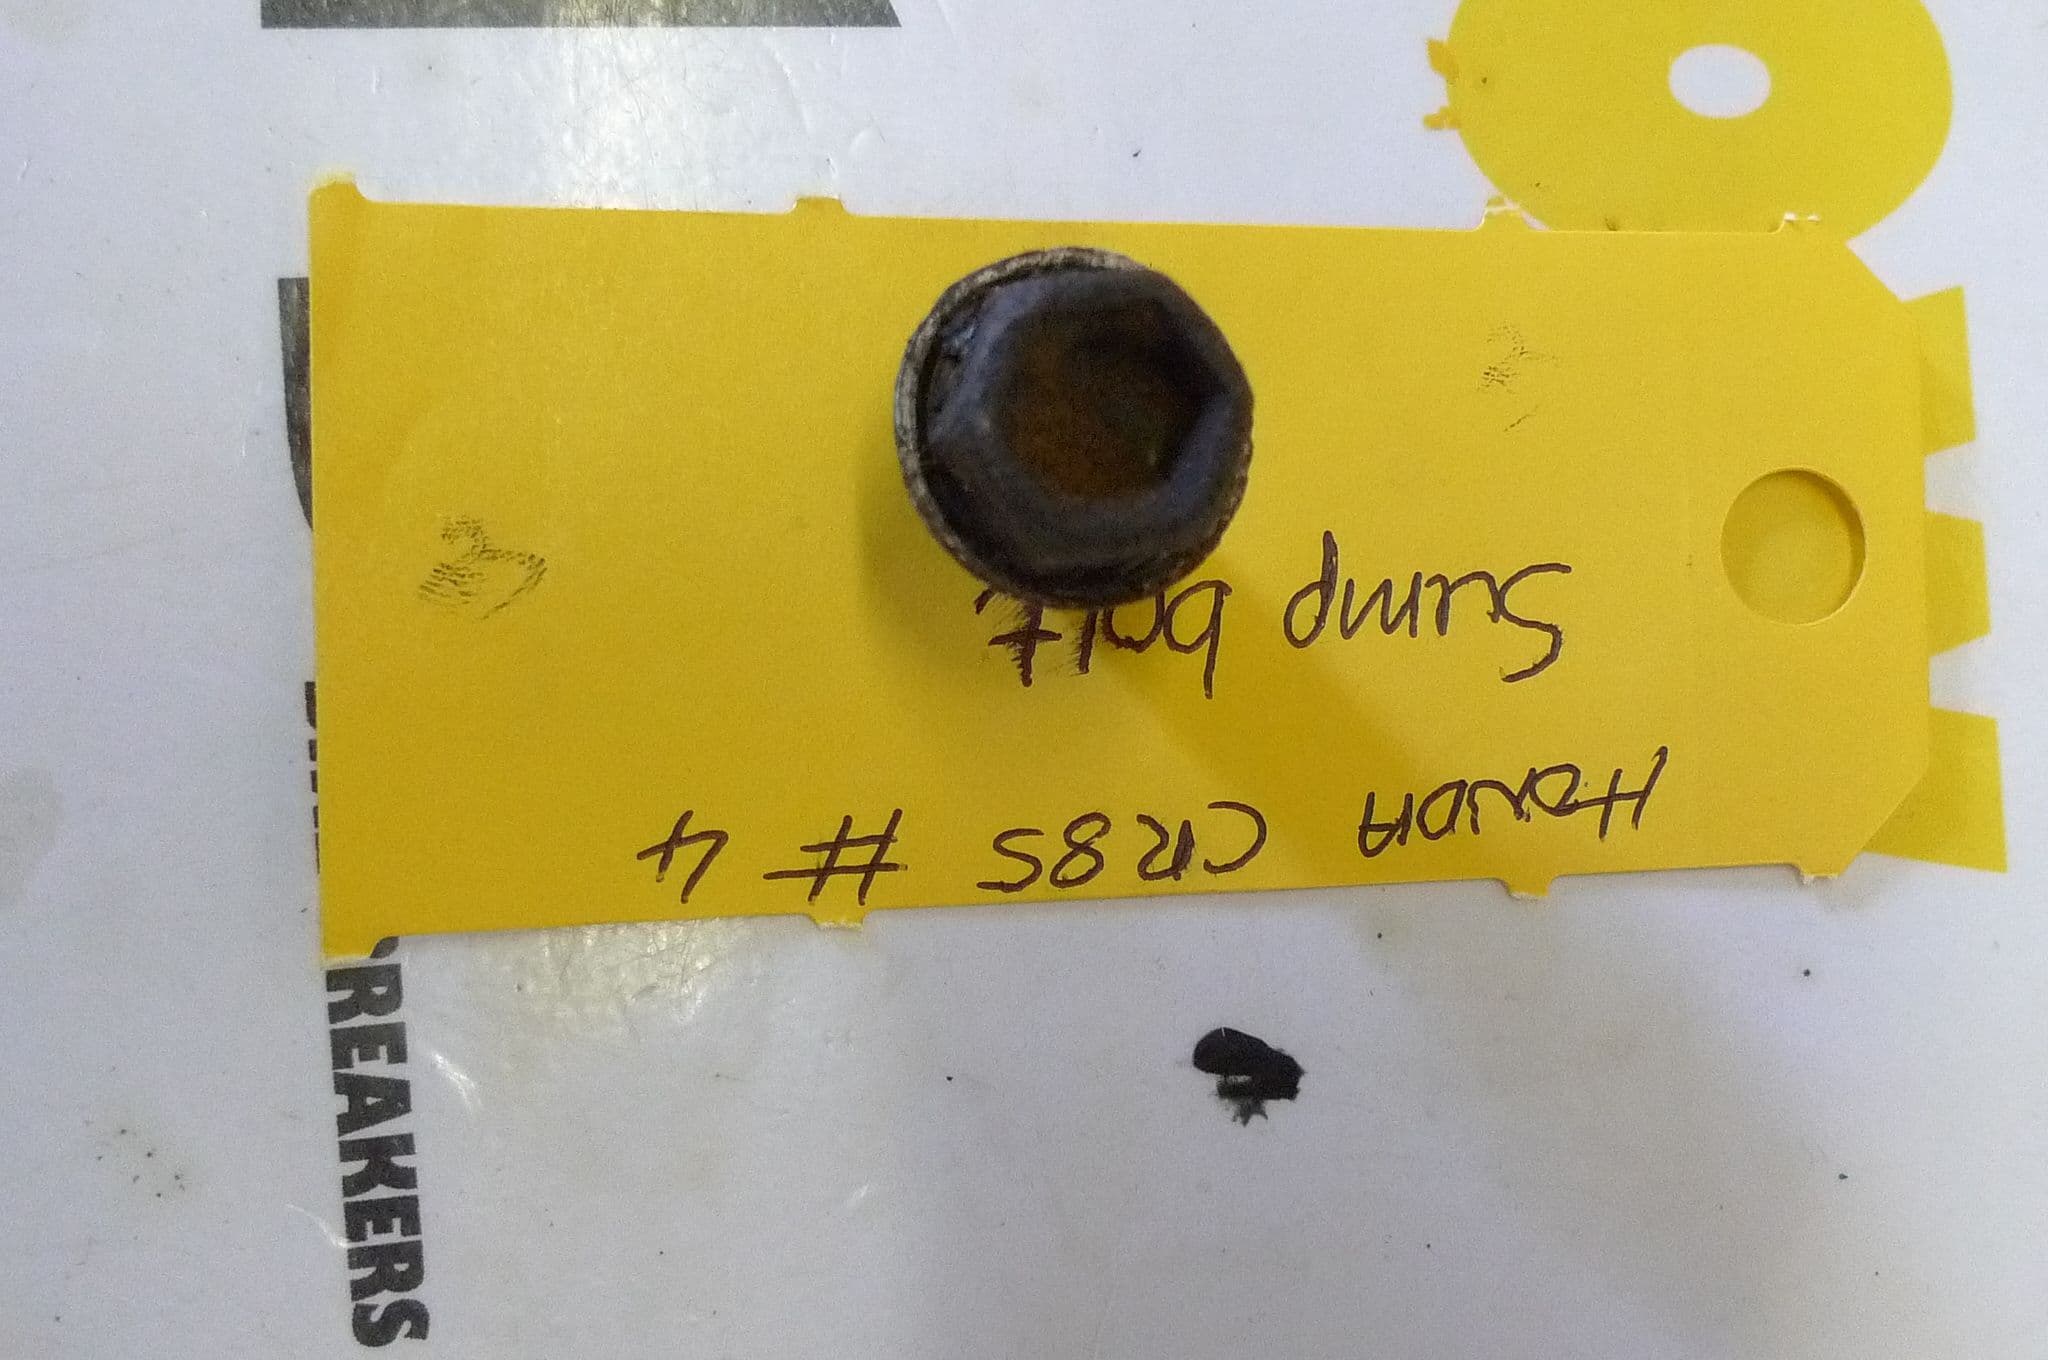 HONDA CR85 # 4
Sump bolt
REAKERS